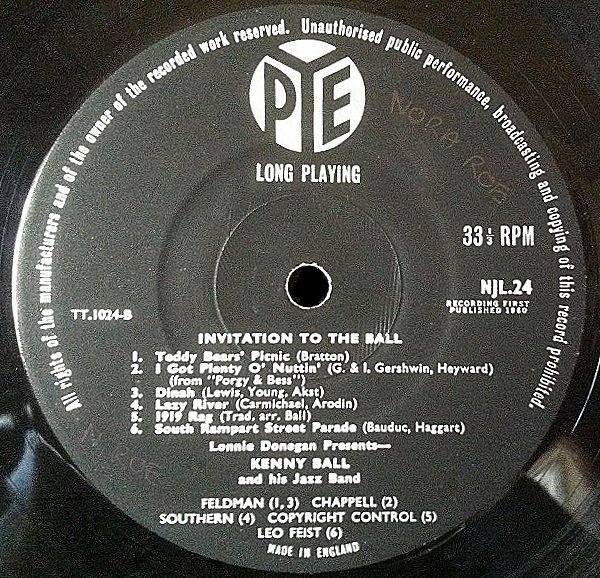 All rights of the manufacturers and of the owner of the recorded work reserved. Unauthorised public performance, broadcasting and copying of this record prohibited.
PYE
LONG PLAYING
NORA ROE
33⅓ RPM
NJL.24
RECORDING FIRST
PUBLISHED 1960
TT.1024-B
INVITATION TO THE BALL
1. Teddy Bears' Picnic (Bratton)
2. I Got Plenty O' Nuttin' (G. & I. Gershwin, Heyward)
(from "Porgy & Bess")
3. Dinah (Lewis, Young, Akst)
4. Lazy River (Carmichael, Arodin)
5. 1919 Rag (Trad, arr. Ball)
6. South Rampart Street Parade (Bauduc, Haggart)
Lonnie Donegan Presents—
KENNY BALL
and his Jazz Band
FELDMAN (1, 3) CHAPPELL (2)
SOUTHERN (4) COPYRIGHT CONTROL (5)
LEO FEIST (6)
MADE IN ENGLAND